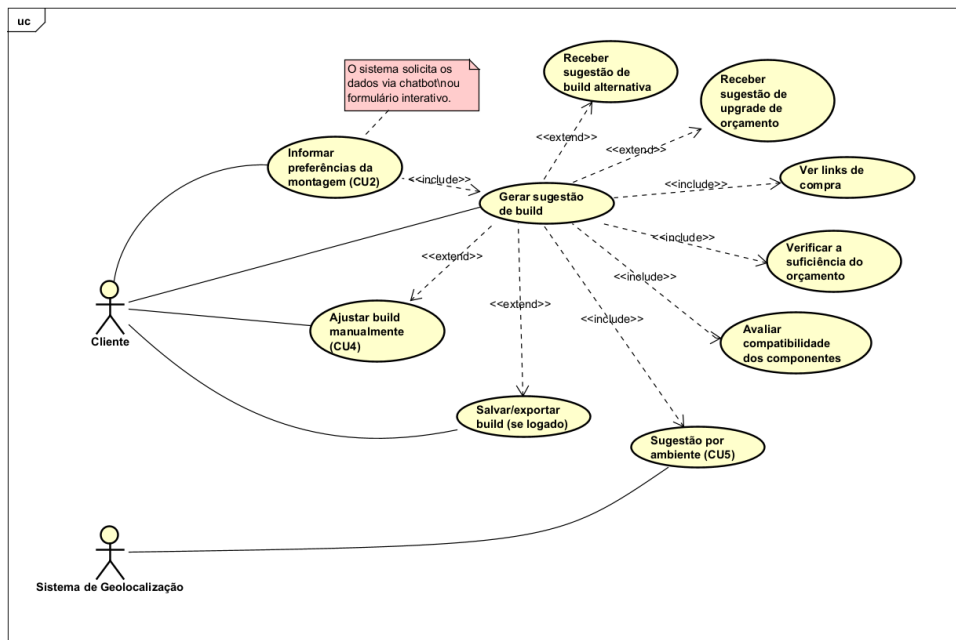 uc
O sistema solicita os
dados via chatbot\nou
formulário interativo.
Receber
sugestão de
build alternativa
Receber
sugestão de
upgrade de
orçamento
<<extend>>
<<extend>>
Informar
preferências da
montagem (CU2)
<<include>>
Gerar sugestão
de build
<<include>>
Ver links de
compra
<<include>>
Verificar a
suficiência do
orçamento
<<extend>>
<<include>>
<<extend>>
<<include>>
Cliente
Ajustar build
manualmente
(CU4)
Avaliar
compatibilidade
dos componentes
Salvar/exportar
build (se logado)
Sugestão por
ambiente (CU5)
Sistema de Geolocalização